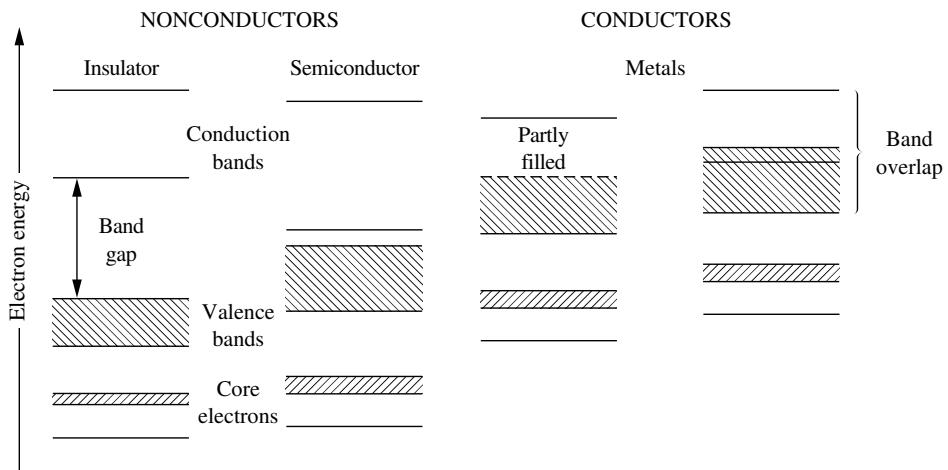 NONCONDUCTORS
CONDUCTORS
Insulator
Semiconductor
Metals
Conduction
bands
Partly
filled
Band
overlap
Electron energy
Band
gap
Valence
bands
Core
electrons